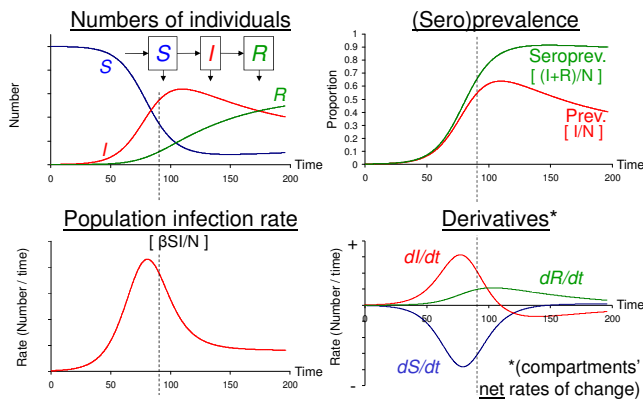 Numbers of individuals
Number
S
S
I
R
R
I
Time
0
50
100
150
200
(Sero)prevalence
Proportion
1
0.9
0.8
0.7
0.6
0.5
0.4
0.3
0.2
0.1
0
Seroprev.
[ (I+R)/N ]
Prev.
[ I/N ]
Time
0
50
100
150
200
Population infection rate
[ βSI/N ]
Rate (Number / time)
Time
0
50
100
150
200
Derivatives*
Rate (Number / time)
+
-
dI/dt
dR/dt
dS/dt
Time
0
50
100
150
200
*(compartments'
net rates of change)